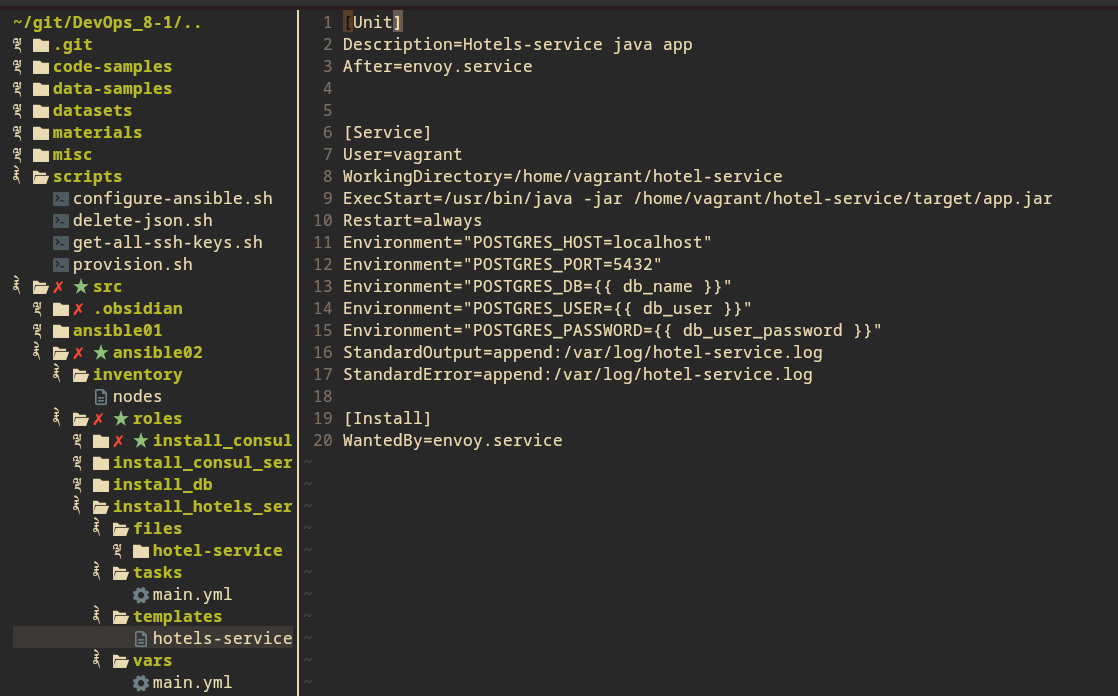 ~/git/DevOps_8-1/..
.git
code-samples
data-samples
datasets
materials
misc
scripts
configure-ansible.sh
delete-json.sh
get-all-ssh-keys.sh
provision.sh
src
.obsidian
ansible01
ansible02
inventory
nodes
roles
install_consul
install_consul_ser
install_db
install_hotels_ser
files
hotel-service
tasks
main.yml
templates
hotels-service
vars
main.yml
1 [Unit]
2 Description=Hotels-service java app
3 After=envoy.service
4
5
6 [Service]
7 User=vagrant
8 WorkingDirectory=/home/vagrant/hotel-service
9 ExecStart=/usr/bin/java -jar /home/vagrant/hotel-service/target/app.jar
10 Restart=always
11 Environment="POSTGRES_HOST=localhost"
12 Environment="POSTGRES_PORT=5432"
13 Environment="POSTGRES_DB={{ db_name }}"
14 Environment="POSTGRES_USER={{ db_user }}"
15 Environment="POSTGRES_PASSWORD={{ db_user_password }}"
16 StandardOutput=append:/var/log/hotel-service.log
17 StandardError=append:/var/log/hotel-service.log
18
19 [Install]
20 WantedBy=envoy.service
~
~
~
~
~
~
~
~
~
~
~